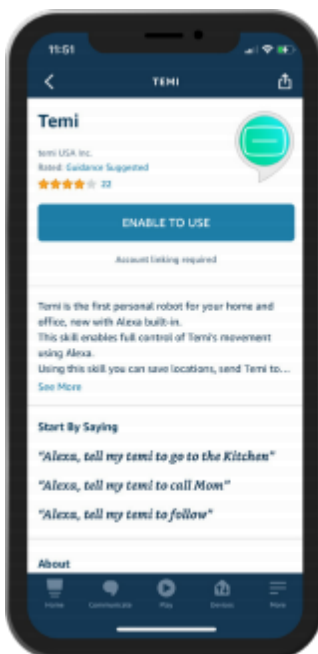 11:51
TEMI
Temi
temi USA Inc.
Rated: Guidance Suggested
22
ENABLE TO USE
Account linking required
Temi is the first personal robot for your home and
office, now with Alexa built-in.
This skill enables full control of Temi's movement
using Alexa.
Using this skill you can save locations, send Temi to...
See More
Start By Saying
"Alexa, tell my temi to go to the Kitchen"
"Alexa, tell my temi to call Mom"
"Alexa, tell my temi to follow"
About
Home Communicate Play Devices More